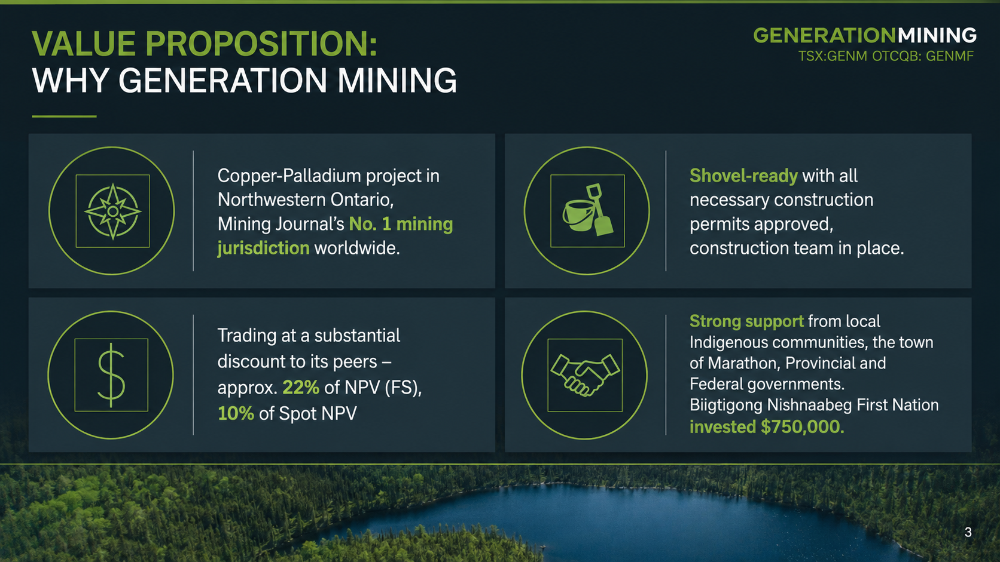 VALUE PROPOSITION:
WHY GENERATION MINING
GENERATIONMINING
TSX:GENM OTCQB: GENMF
Copper-Palladium project in
Northwestern Ontario,
Mining Journal’s No. 1 mining
jurisdiction worldwide.
Shovel-ready with all
necessary construction
permits approved,
construction team in place.
Trading at a substantial
discount to its peers –
approx. 22% of NPV (FS),
10% of Spot NPV
Strong support from local
Indigenous communities, the town
of Marathon, Provincial and
Federal governments.
Biigtigong Nishnaabeg First Nation
invested $750,000.
3